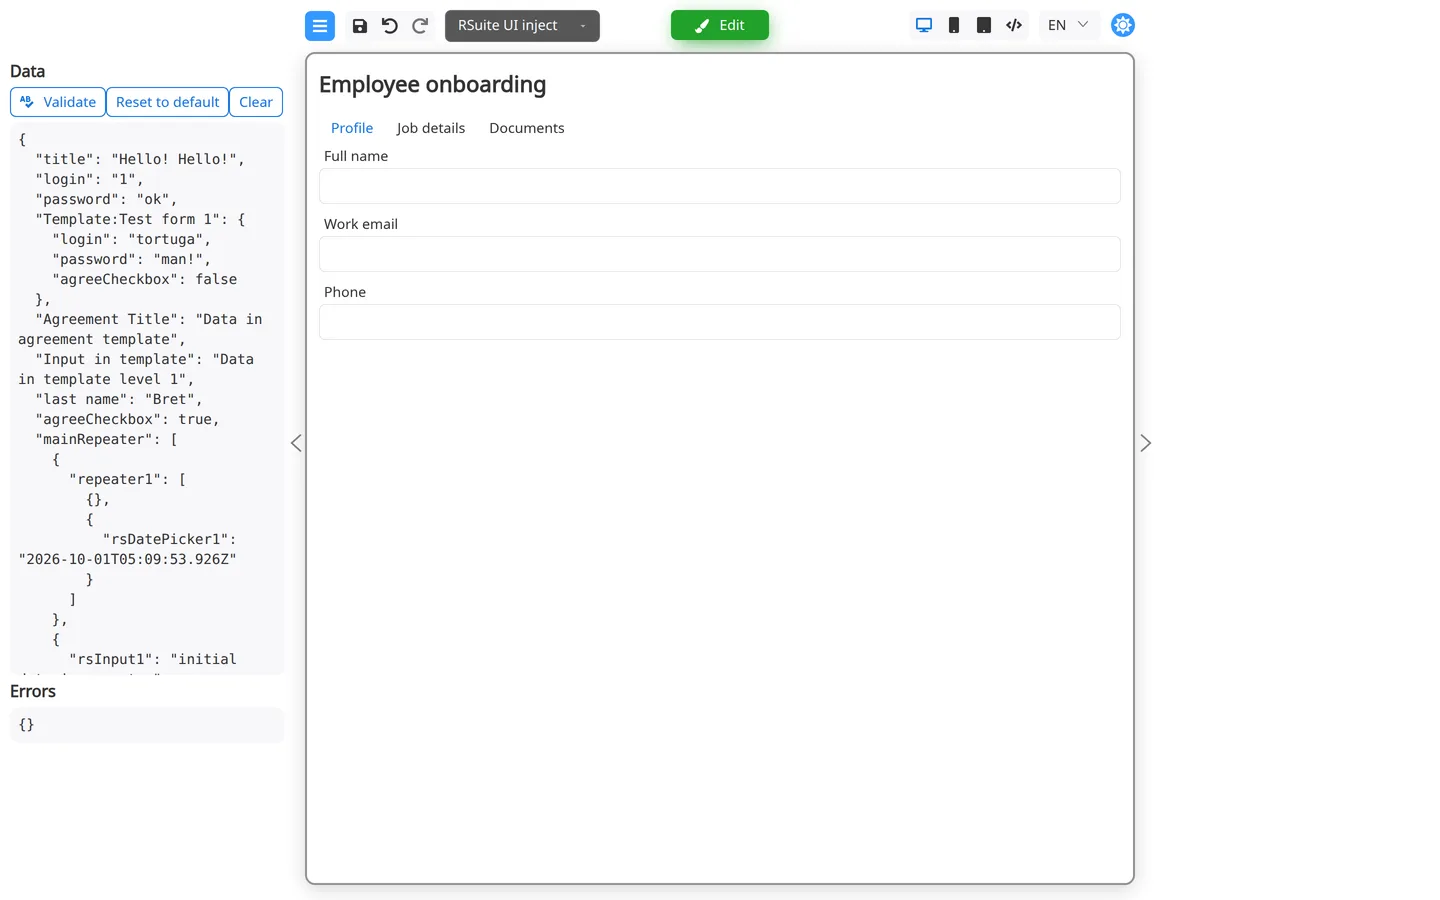 RSuite UI inject
Edit
EN
Data
Validate
Reset to default
Clear
{
"title": "Hello! Hello!",
"login": "1",
"password": "ok",
"Template:Test form 1": {
"login": "tortuga",
"password": "man!",
"agreeCheckbox": false
},
"Agreement Title": "Data in
agreement template",
"Input in template": "Data
in template level 1",
"last name": "Bret",
"agreeCheckbox": true,
"mainRepeater": [
{
"repeater1": [
{},
{
"rsDatePicker1":
"2026-10-01T05:09:53.926Z"
}
]
},
{
"rsInput1": "initial
Errors
{}
Employee onboarding
Profile
Job details
Documents
Full name
Work email
Phone